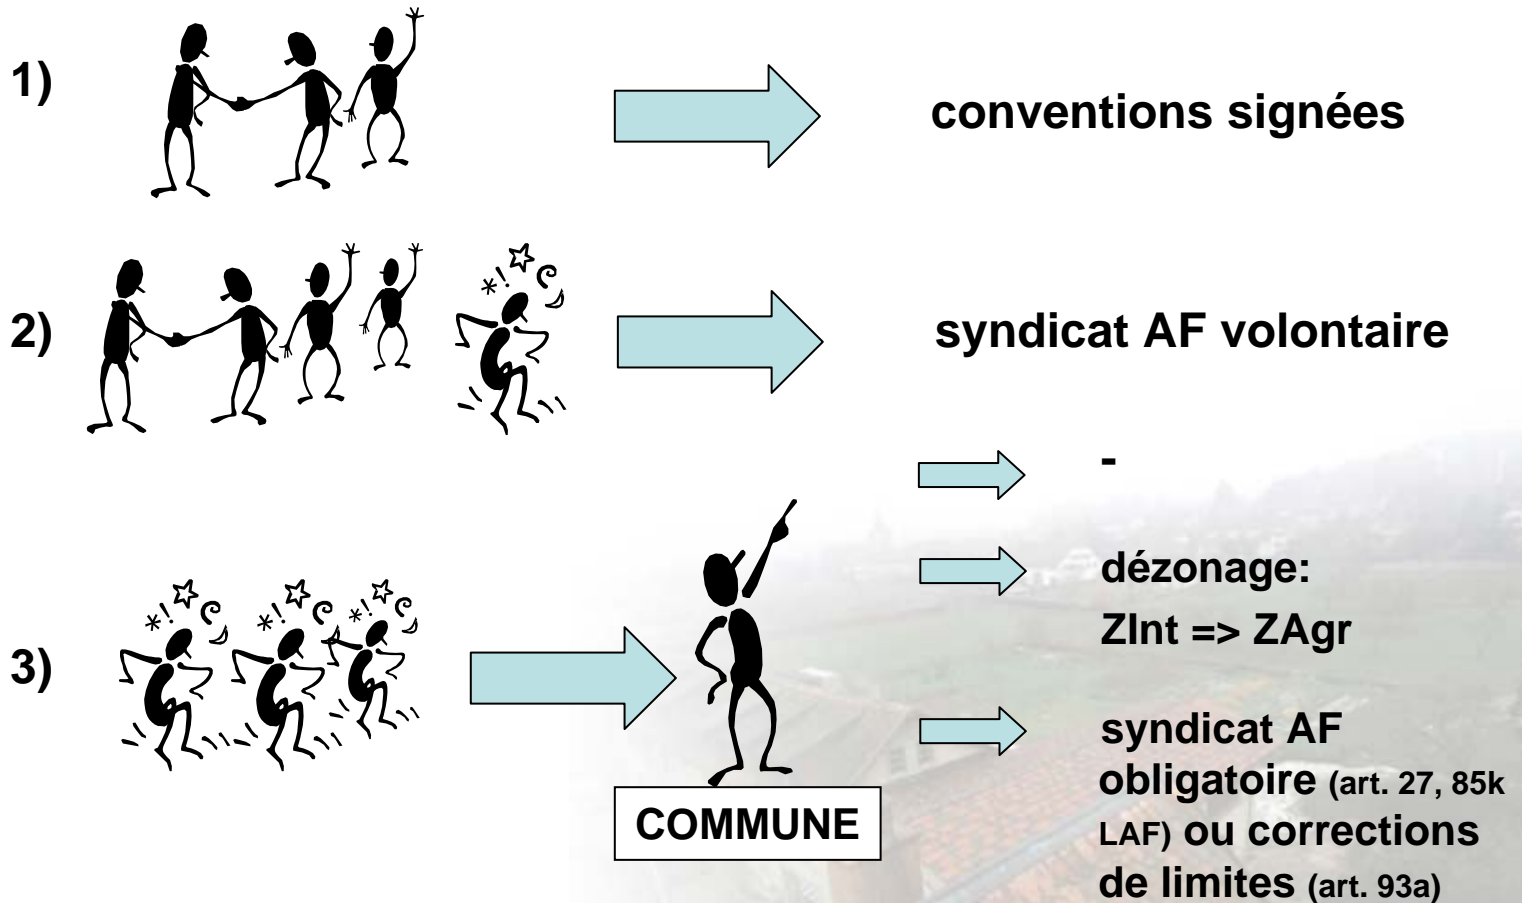 1)
conventions signées
2)
syndicat AF volontaire
-
dézonage:
ZInt => ZAgr
3)
syndicat AF
obligatoire (art. 27, 85k
LAF) ou corrections
de limites (art. 93a)
COMMUNE